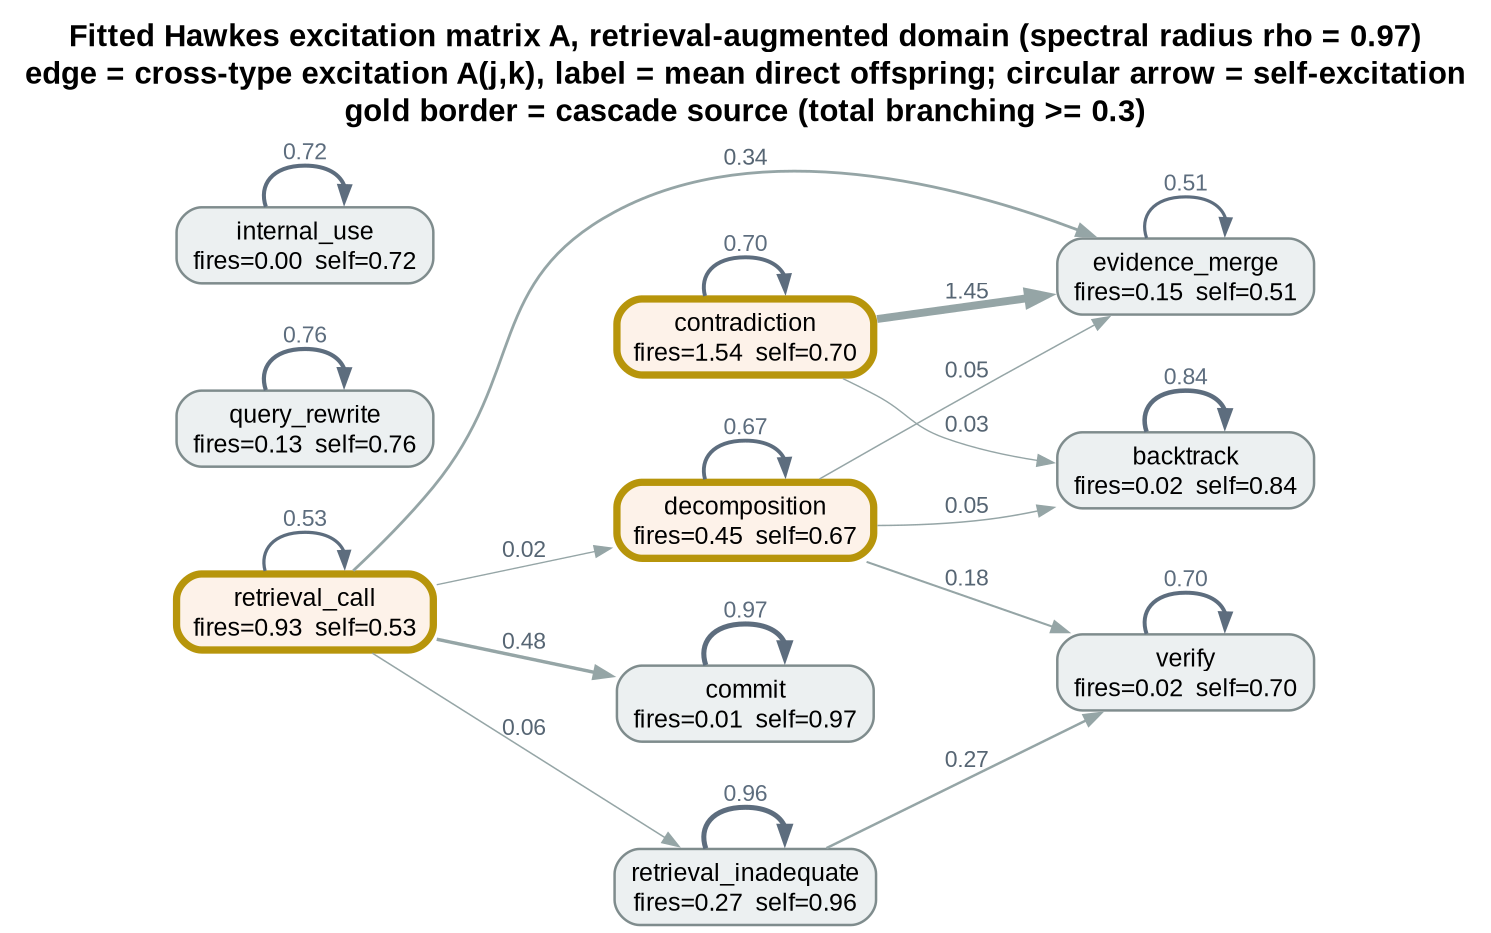 Fitted Hawkes excitation matrix A, retrieval-augmented domain (spectral radius rho = 0.97)
edge = cross-type excitation A(j,k), label = mean direct offspring; circular arrow = self-excitation
gold border = cascade source (total branching >= 0.3)
0.72
internal_use
fires=0.00 self=0.72
0.76
query_rewrite
fires=0.13 self=0.76
0.53
retrieval_call
fires=0.93 self=0.53
0.34
0.02
0.48
0.06
0.70
contradiction
fires=1.54 self=0.70
0.67
decomposition
fires=0.45 self=0.67
0.97
commit
fires=0.01 self=0.97
0.96
retrieval_inadequate
fires=0.27 self=0.96
1.45
0.05
0.03
0.05
0.18
0.27
0.51
evidence_merge
fires=0.15 self=0.51
0.84
backtrack
fires=0.02 self=0.84
0.70
verify
fires=0.02 self=0.70